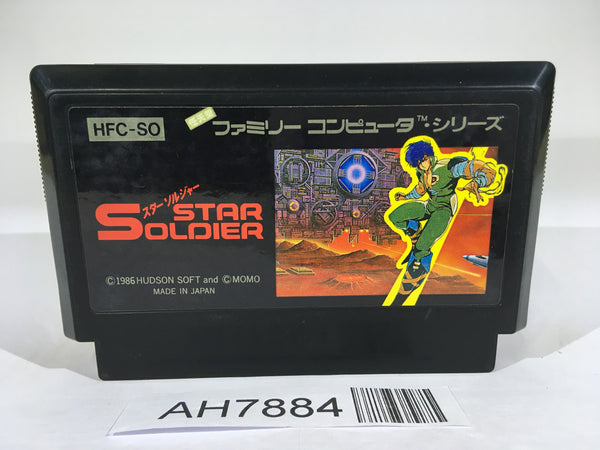 HFC-SO
ファミリー コンピュータ™・シリーズ
スター ソルジャー
STAR
SOLDIER
©1986 HUDSON SOFT and ©MOMO
MADE IN JAPAN
AH7884